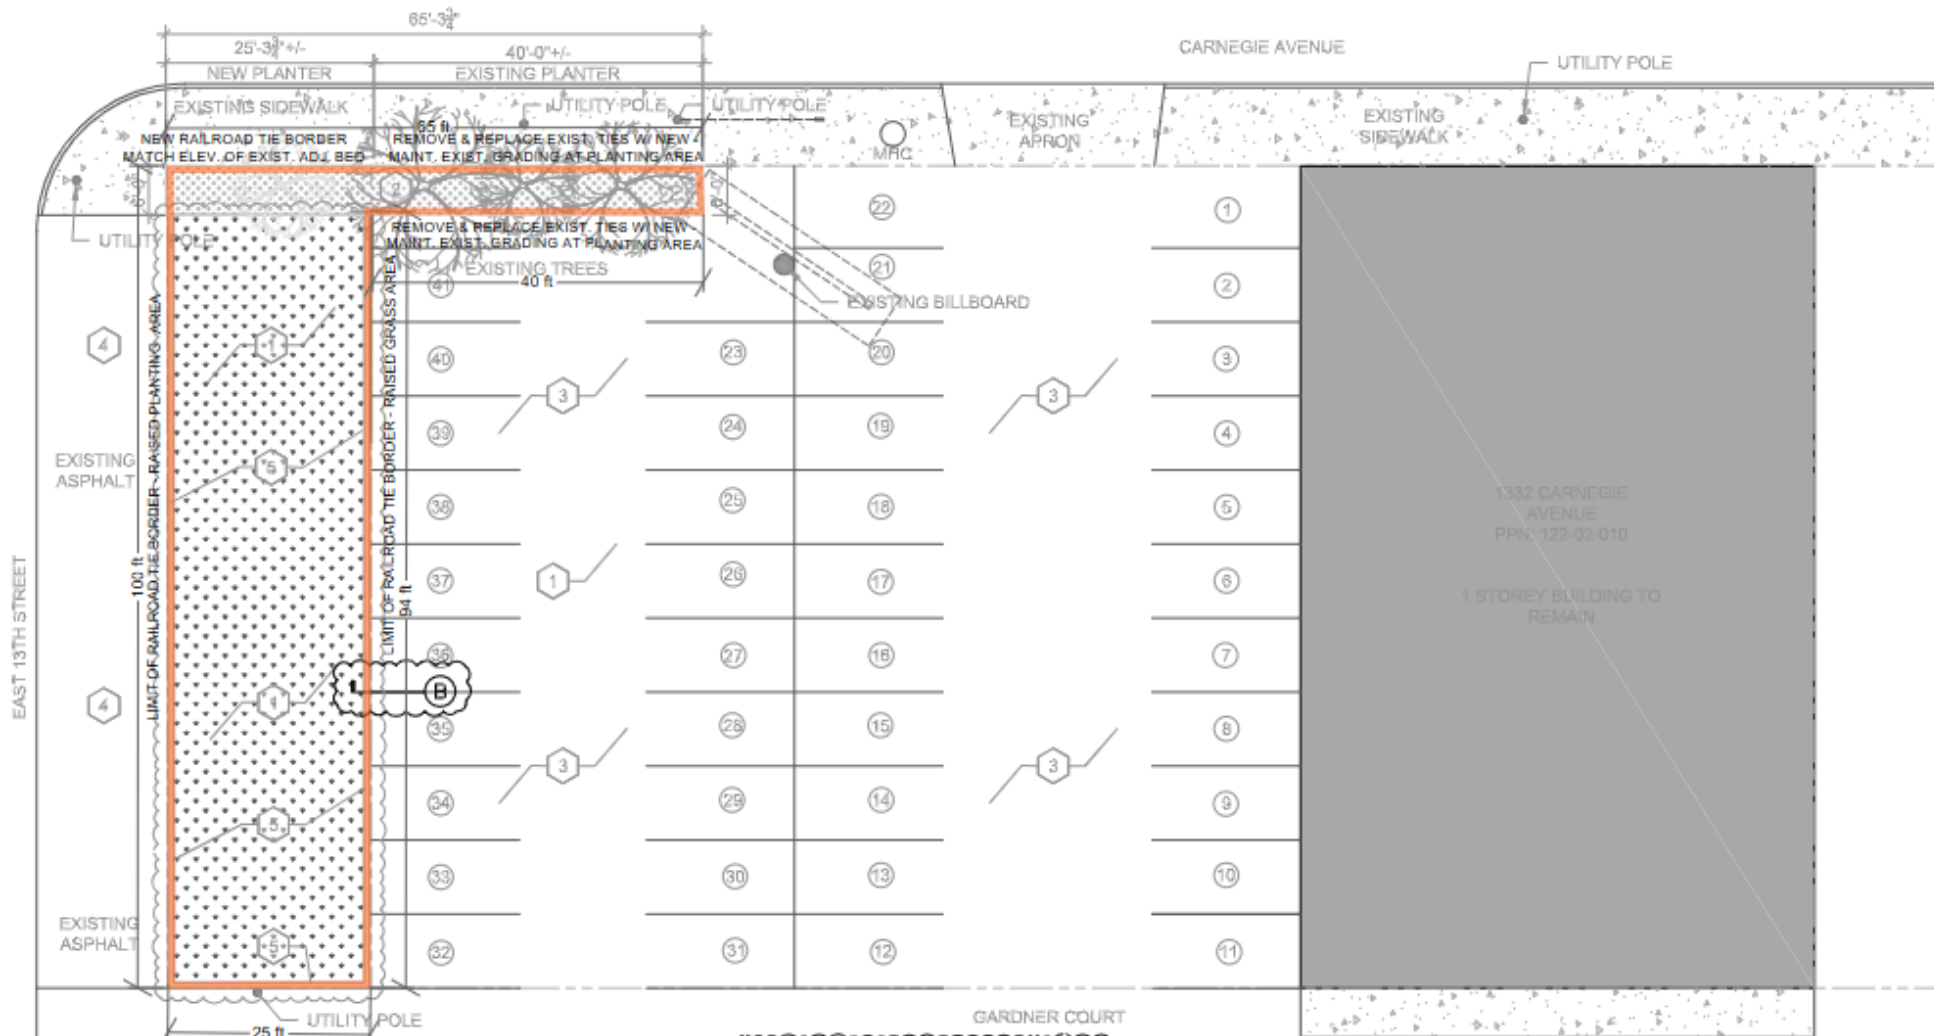 65'-3¾"
25'-3¾"+/-
40'-0"+/-
NEW PLANTER
EXISTING PLANTER
CARNEGIE AVENUE
UTILITY POLE
EXISTING SIDEWALK
UTILITY POLE
UTILITY POLE
65 ft
NEW RAILROAD TIE BORDER
MATCH ELEV. OF EXIST. ADJ. BED
REMOVE & REPLACE EXIST. TIES W/ NEW
MAINT. EXIST. GRADING AT PLANTING AREA
MHC
EXISTING
APRON
EXISTING
SIDEWALK
2
UTILITY POLE
REMOVE & REPLACE EXIST. TIES W/ NEW
MAINT. EXIST. GRADING AT PLANTING AREA
EXISTING TREES
40 ft
EXISTING BILLBOARD
22
21
20
19
18
17
16
15
14
13
12
1
2
3
4
5
6
7
8
9
10
11
41
40
39
38
37
36
35
34
33
32
23
24
25
26
27
28
29
30
31
4
4
1
5
4
5
5
3
1
3
3
3
B
EXISTING
ASPHALT
EXISTING
ASPHALT
EAST 13TH STREET
100 ft
LIMIT OF RAILROAD TIE BORDER - RAISED PLANTING AREA
LIMIT OF RAILROAD TIE BORDER - RAISED GRASS AREA
94 ft
1332 CARNEGIE
AVENUE
PPN: 122-02-010
1 STOREY BUILDING TO
REMAIN
UTILITY POLE
25 ft
GARDNER COURT